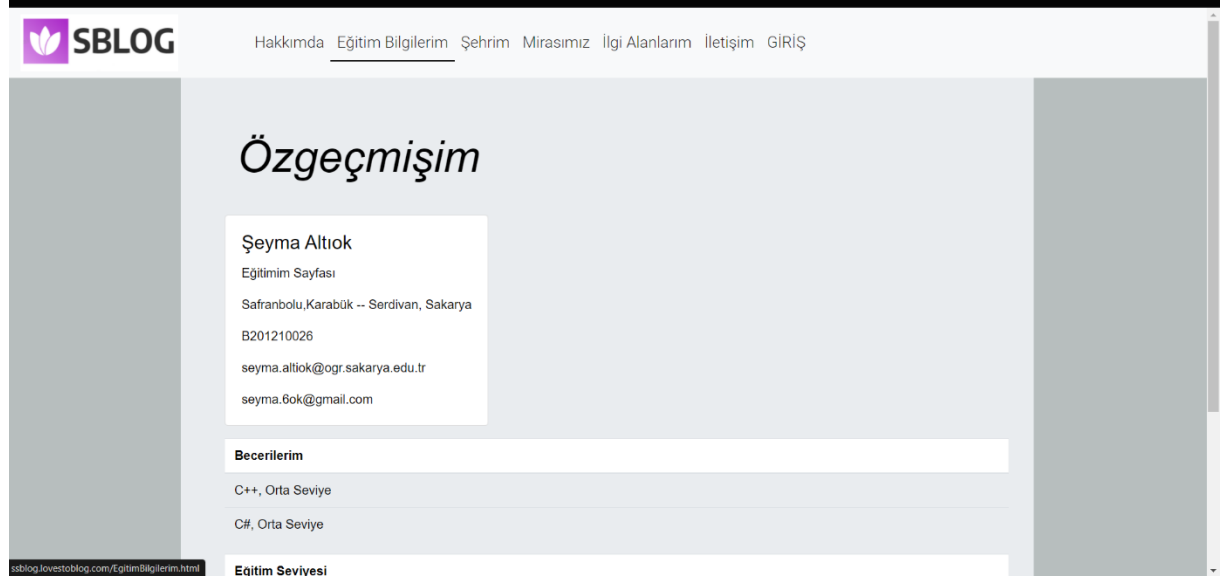 SBLOG
Hakkımda Eğitim Bilgilerim Şehrim Mirasımız İlgi Alanlarım İletişim GİRİŞ
Özgeçmişim
Şeyma Altıok
Eğitimim Sayfası
Safranbolu,Karabük -- Serdivan, Sakarya
B201210026
seyma.altiok@ogr.sakarya.edu.tr
seyma.6ok@gmail.com
Becerilerim
C++, Orta Seviye
C#, Orta Seviye
Eğitim Seviyesi
ssblog.lovestoblog.com/EgitimBilgilerim.html